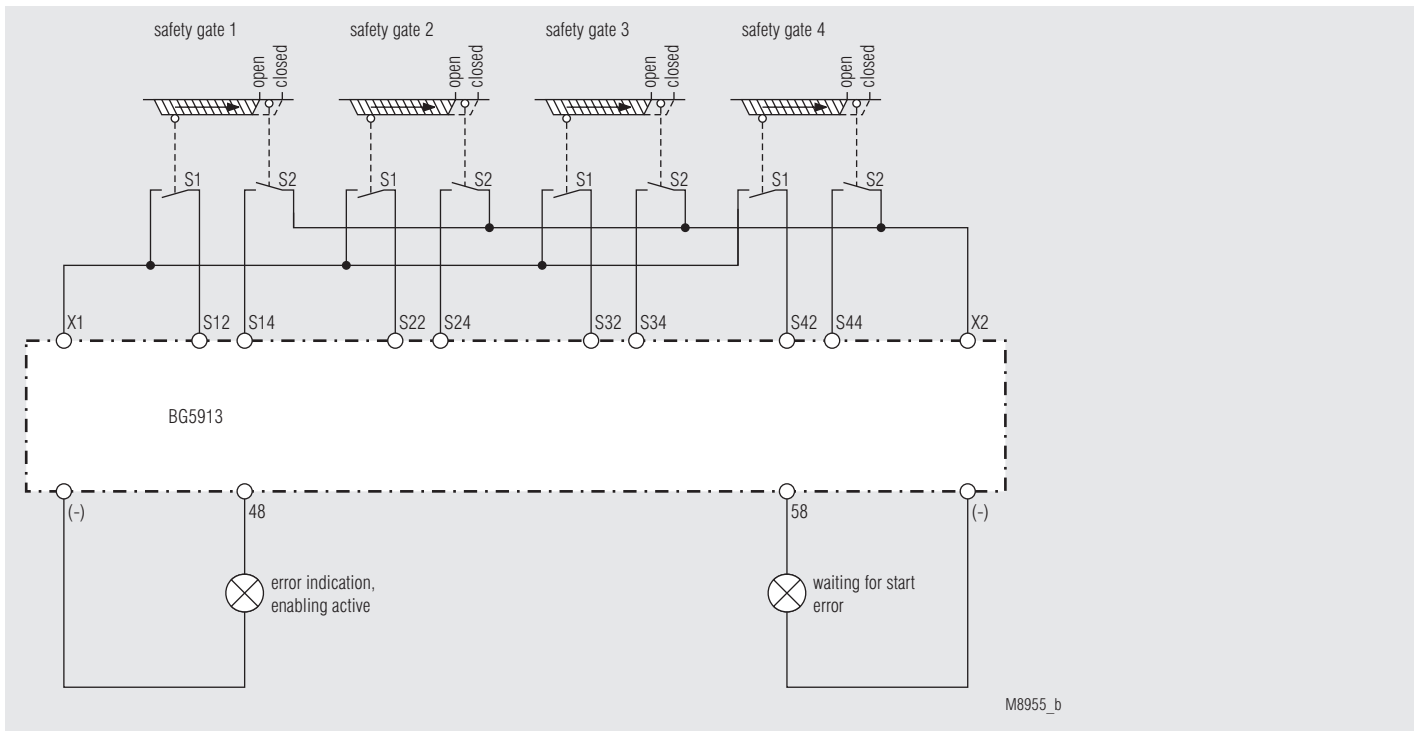 safety gate 1
safety gate 2
safety gate 3
safety gate 4
open
closed
open
closed
open
closed
open
closed
S1
S2
S1
S2
S1
S2
S1
S2
X1
S12
S14
S22
S24
S32
S34
S42
S44
X2
BG5913
(-)
48
58
(-)
error indication,
enabling active
waiting for start
error
M8955_b